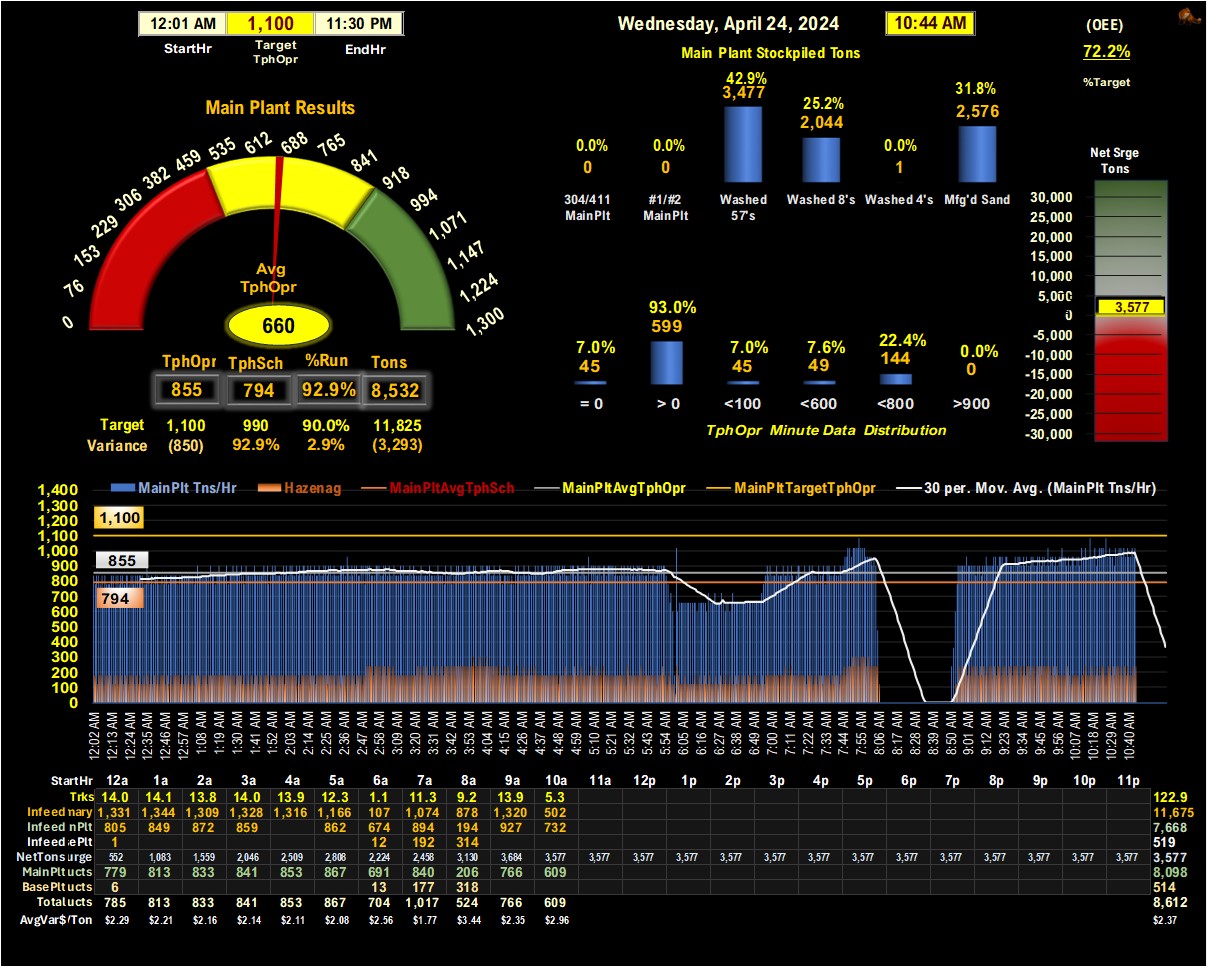 12:01 AM 1,100 11:30 PM
StartHr Target TphOpr EndHr
Wednesday, April 24, 2024 10:44 AM
(OEE)
72.2%
%Target
Main Plant Stockpiled Tons
0.0% 0.0% 42.9% 25.2% 0.0% 31.8%
0 0 3,477 2,044 1 2,576
304/411 MainPlt #1/#2 MainPlt Washed 57's Washed 8's Washed 4's Mfg'd Sand
Main Plant Results
0 76 153 229 306 382 459 535 612 688 765 841 918 994 1,071 1,147 1,224 1,300
Avg
TphOpr
660
TphOpr TphSch %Run Tons
855 794 92.9% 8,532
Target 1,100 990 90.0% 11,825
Variance (850) 92.9% 2.9% (3,293)
7.0% 93.0% 7.0% 7.6% 22.4% 0.0%
45 599 45 49 144 0
= 0 > 0 <100 <600 <800 >900
TphOpr Minute Data Distribution
Net Srge
Tons
30,000
25,000
20,000
15,000
10,000
5,000
0
3,577
-5,000
-10,000
-15,000
-20,000
-25,000
-30,000
MainPlt Tns/Hr Hazenag MainPltAvgTphSch MainPltAvgTphOpr MainPltTargetTphOpr 30 per. Mov. Avg. (MainPlt Tns/Hr)
1,400
1,300
1,200
1,100
1,000
900
800
700
600
500
400
300
200
100
0
1,100
855
794
12:02 AM 12:13 AM 12:24 AM 12:35 AM 12:46 AM 12:57 AM 1:08 AM 1:19 AM 1:30 AM 1:41 AM 1:52 AM 2:03 AM 2:14 AM 2:25 AM 2:36 AM 2:47 AM 2:58 AM 3:09 AM 3:20 AM 3:31 AM 3:42 AM 3:53 AM 4:04 AM 4:15 AM 4:26 AM 4:37 AM 4:48 AM 4:59 AM 5:10 AM 5:21 AM 5:32 AM 5:43 AM 5:54 AM 6:05 AM 6:16 AM 6:27 AM 6:38 AM 6:49 AM 7:00 AM 7:11 AM 7:22 AM 7:33 AM 7:44 AM 7:55 AM 8:06 AM 8:17 AM 8:28 AM 8:39 AM 8:50 AM 9:01 AM 9:12 AM 9:23 AM 9:34 AM 9:45 AM 9:56 AM 10:07 AM 10:18 AM 10:29 AM 10:40 AM
StartHr 12a 1a 2a 3a 4a 5a 6a 7a 8a 9a 10a 11a 12p 1p 2p 3p 4p 5p 6p 7p 8p 9p 10p 11p
Trks 14.0 14.1 13.8 14.0 13.9 12.3 1.1 11.3 9.2 13.9 5.3 122.9
Infeed mary 1,331 1,344 1,309 1,328 1,316 1,166 107 1,074 878 1,320 502 11,675
Infeed nPlt 805 849 872 859 862 674 894 194 927 732 7,668
Infeed ePlt 1 12 192 314 519
NetTons urge 552 1,083 1,559 2,046 2,509 2,808 2,224 2,458 3,130 3,684 3,577 3,577 3,577 3,577 3,577 3,577 3,577 3,577 3,577 3,577 3,577 3,577 3,577 3,577 3,577
MainPlt ucts 779 813 833 841 853 867 691 840 206 766 609 8,098
BasePlt ucts 6 13 177 318 514
Total ucts 785 813 833 841 853 867 704 1,017 524 766 609 8,612
AvgVar$/Ton $2.29 $2.21 $2.16 $2.14 $2.11 $2.08 $2.56 $1.77 $3.44 $2.35 $2.96 $2.37